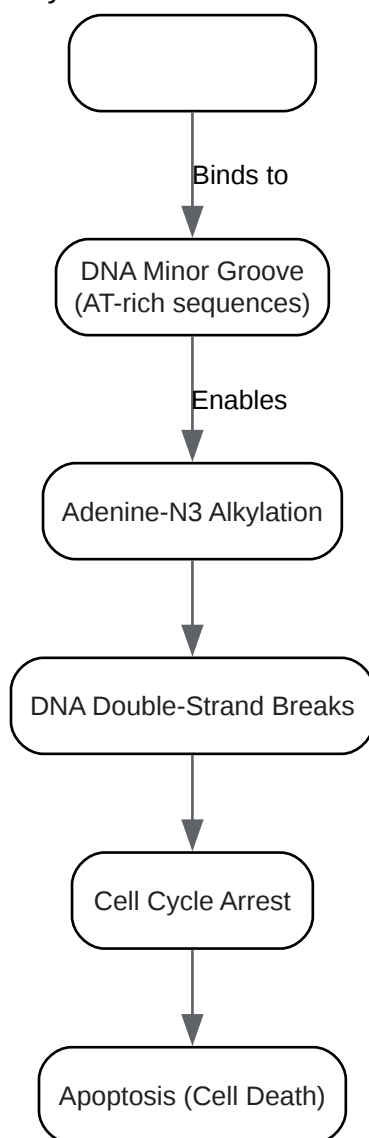 Binds to
DNA Minor Groove
(AT-rich sequences)
Enables
Adenine-N3 Alkylation
DNA Double-Strand Breaks
Cell Cycle Arrest
Apoptosis (Cell Death)